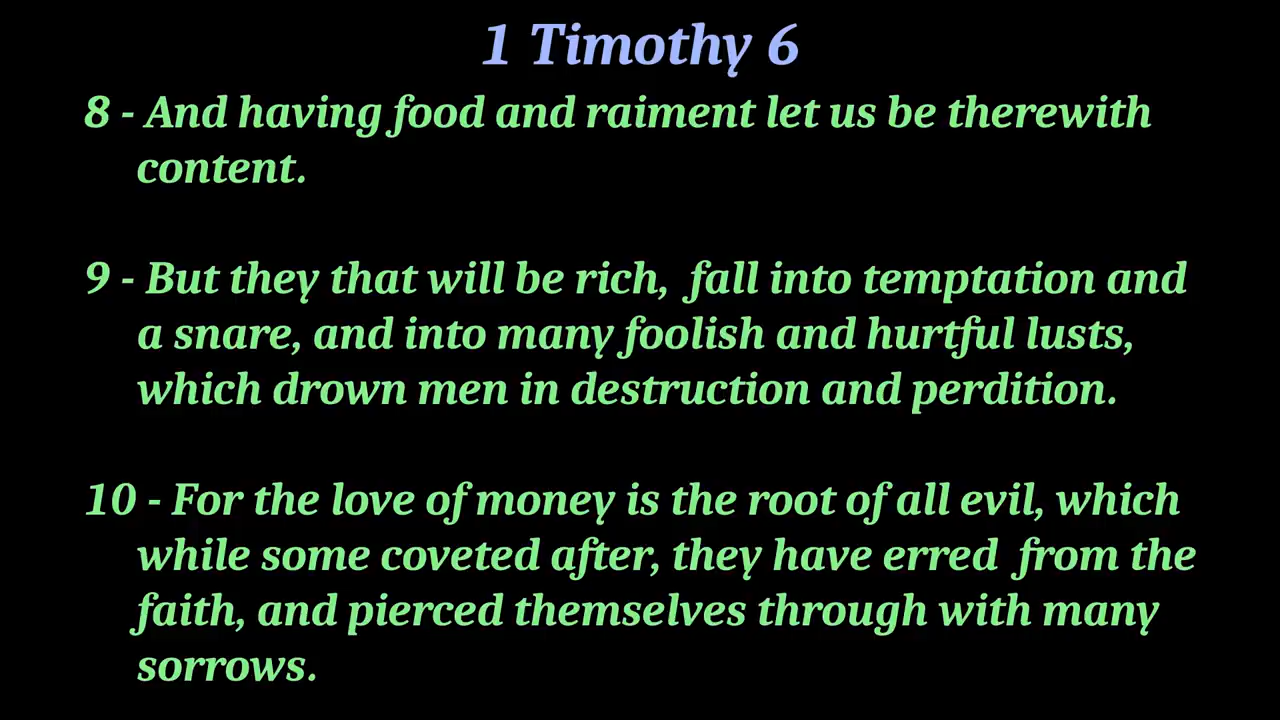 1 Timothy 6
8 - And having food and raiment let us be therewith
content.
9 - But they that will be rich, fall into temptation and
a snare, and into many foolish and hurtful lusts,
which drown men in destruction and perdition.
10 - For the love of money is the root of all evil, which
while some coveted after, they have erred from the
faith, and pierced themselves through with many
sorrows.